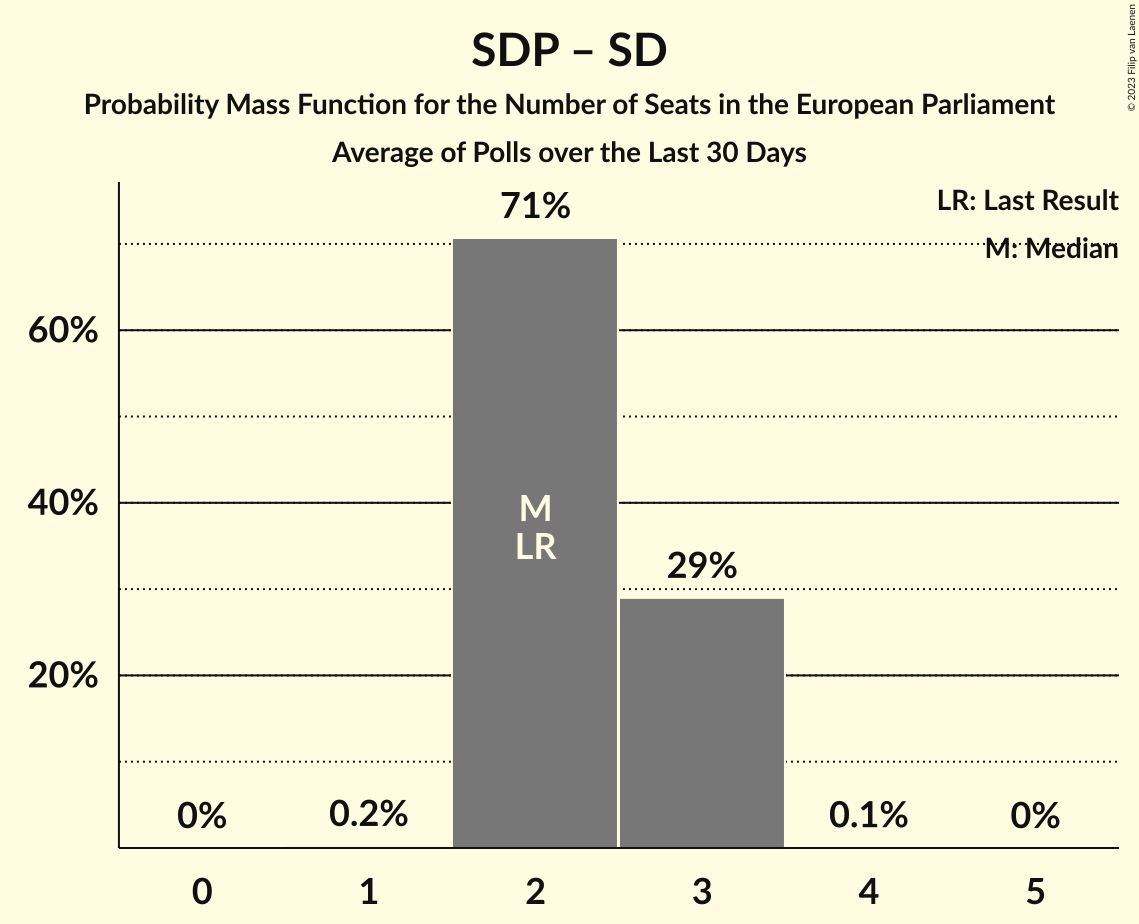 SDP – SD
Probability Mass Function for the Number of Seats in the European Parliament
Average of Polls over the Last 30 Days
© 2023 Filip van Laenen
LR: Last Result
M: Median
71%
60%
40%
20%
M
LR
29%
0%
0.2%
0.1%
0%
0
1
2
3
4
5